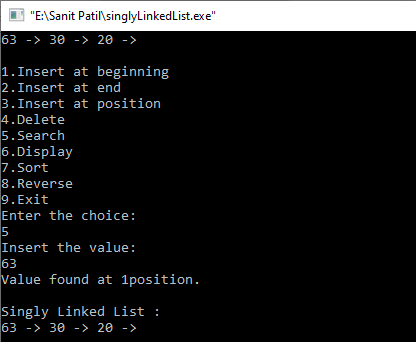 "E:\Sanit Patil\singlyLinkedList.exe"
63 -> 30 -> 20 ->
1.Insert at beginning
2.Insert at end
3.Insert at position
4.Delete
5.Search
6.Display
7.Sort
8.Reverse
9.Exit
Enter the choice:
5
Insert the value:
63
Value found at 1position.
Singly Linked List :
63 -> 30 -> 20 ->